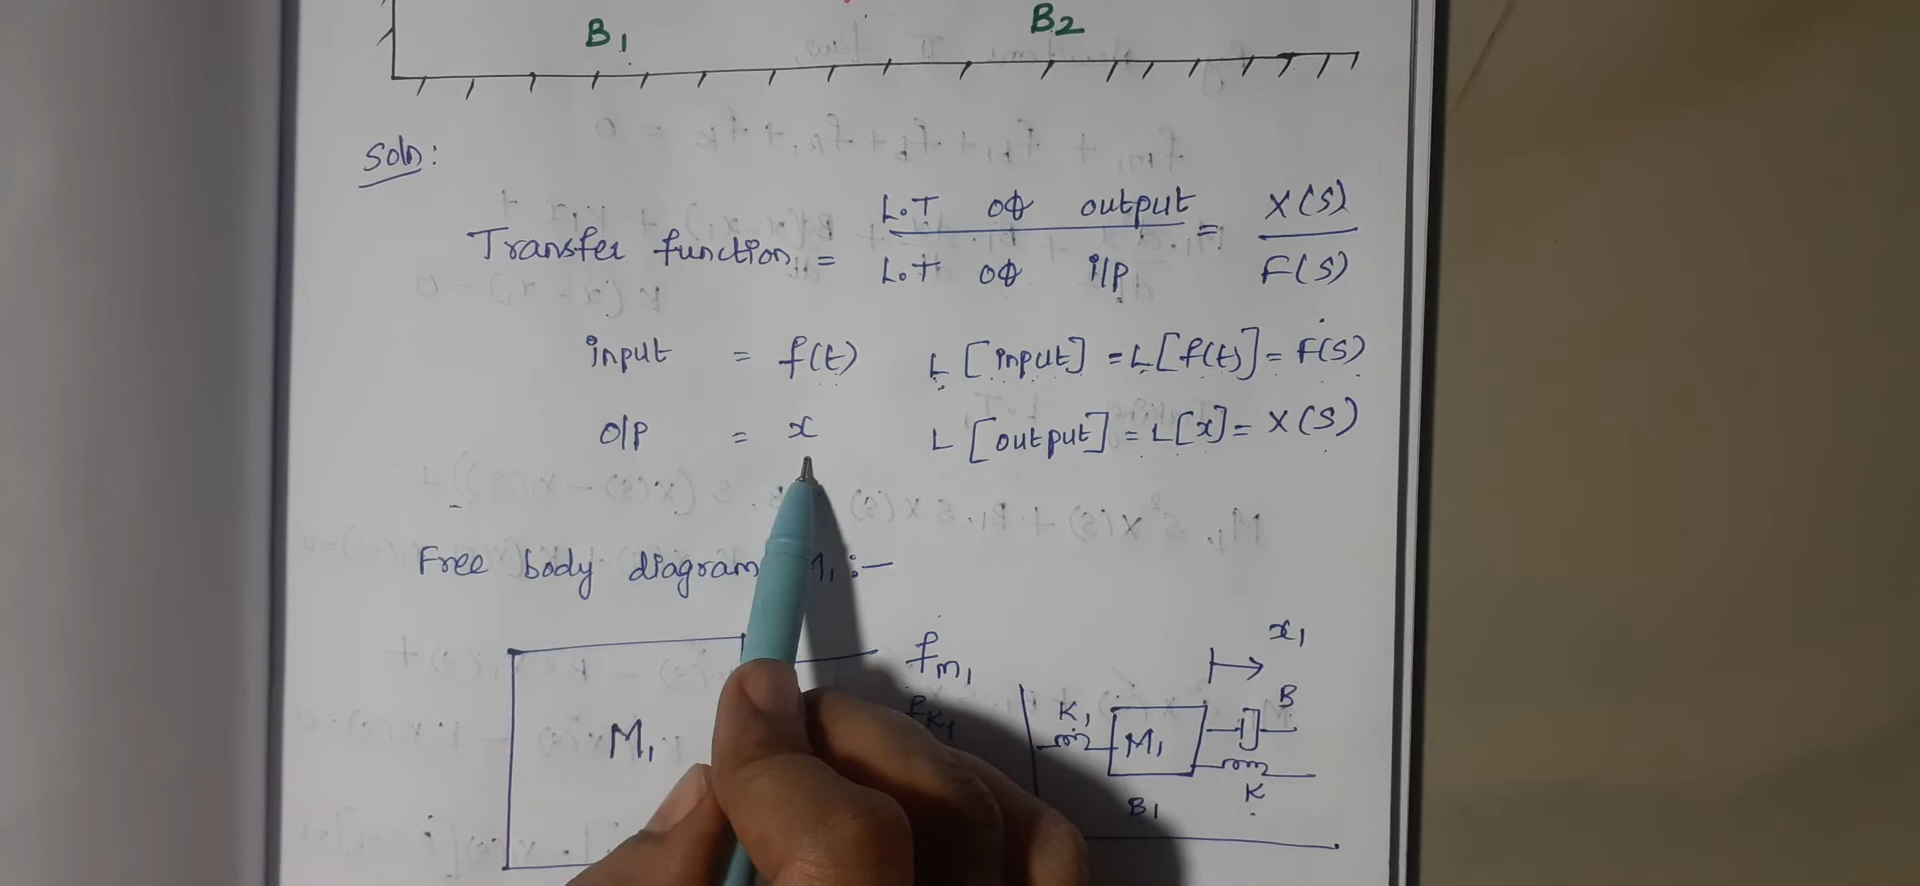 B1 B2
Soln:
Transfer function = L.T of output / L.T of i/p = X(S) / F(S)
input = f(t) L[input] = L[f(t)] = F(S)
o/p = x L[output] = L[x] = X(S)
Free body diagram :-
M1 fm1 x1
fK1 K1 M1 B
B1 K